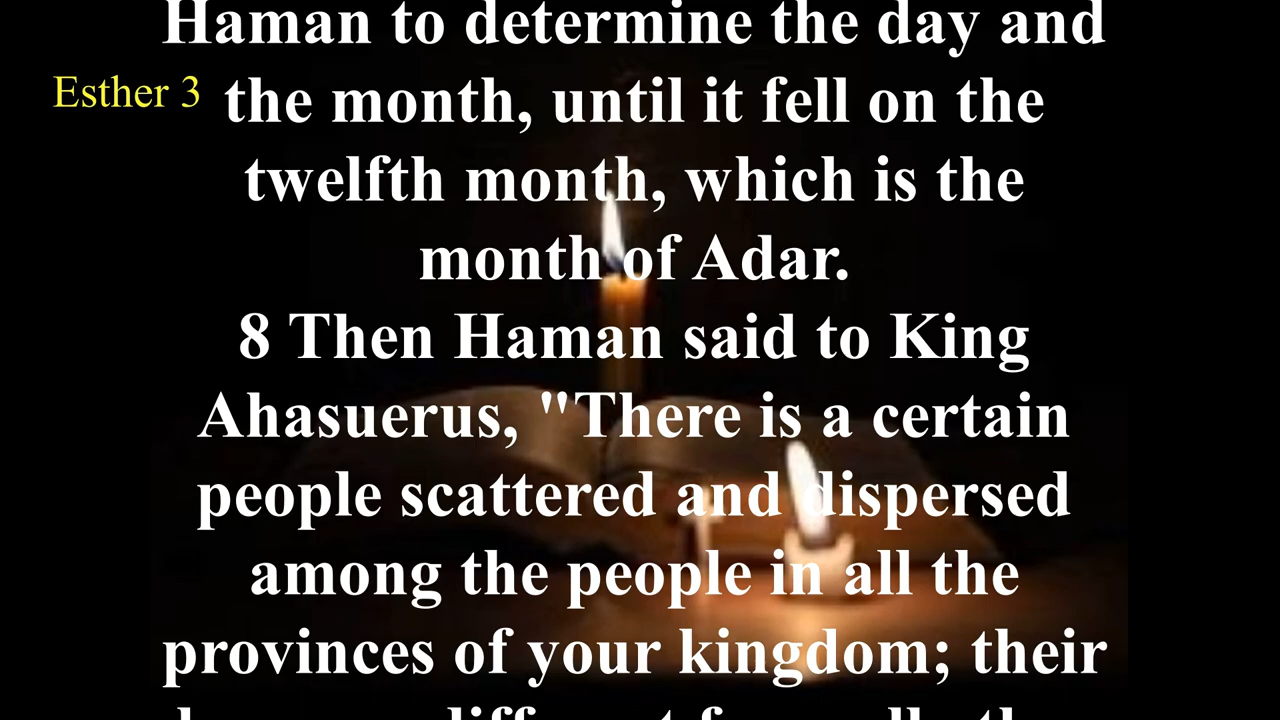 Haman to determine the day and
Esther 3
the month, until it fell on the
twelfth month, which is the
month of Adar.
8 Then Haman said to King
Ahasuerus, "There is a certain
people scattered and dispersed
among the people in all the
provinces of your kingdom; their